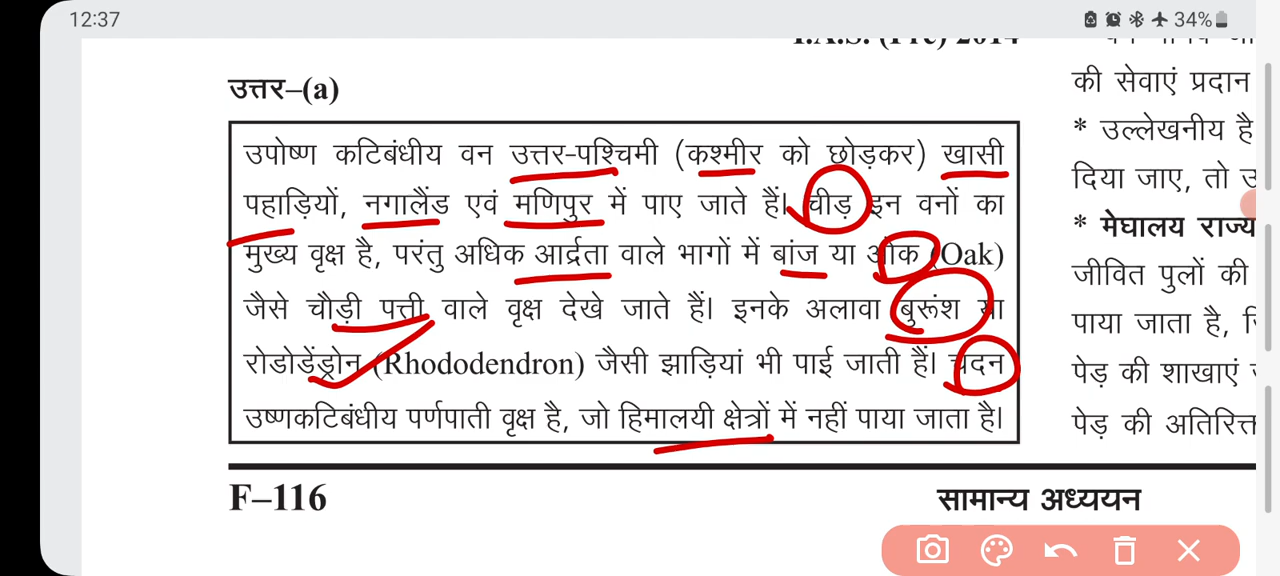 12:37
34%
I.A.S. (Pre) 2014
उत्तर–(a)
उपोष्ण कटिबंधीय वन उत्तर-पश्चिमी (कश्मीर को छोड़कर) खासी
पहाड़ियों, नगालैंड एवं मणिपुर में पाए जाते हैं। चीड़ इन वनों का
मुख्य वृक्ष है, परंतु अधिक आर्द्रता वाले भागों में बांज या ओक (Oak)
जैसे चौड़ी पत्ती वाले वृक्ष देखे जाते हैं। इनके अलावा बुरूंश या
रोडोडेंड्रोन (Rhododendron) जैसी झाड़ियां भी पाई जाती हैं। चंदन
उष्णकटिबंधीय पर्णपाती वृक्ष है, जो हिमालयी क्षेत्रों में नहीं पाया जाता है।
F–116
सामान्य अध्ययन
की सेवाएं प्रदान
* उल्लेखनीय है
दिया जाए, तो
* मेघालय राज्य
जीवित पुलों की
पाया जाता है,
पेड़ की शाखाएं
पेड़ की अतिरिक्त